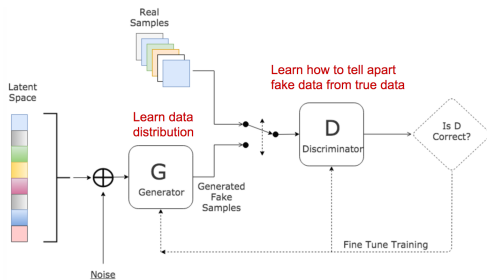 Real
Samples
Latent
Space
Learn data
distribution
Learn how to tell apart
fake data from true data
G
Generator
D
Discriminator
Is D
Correct?
Generated
Fake
Samples
Fine Tune Training
Noise